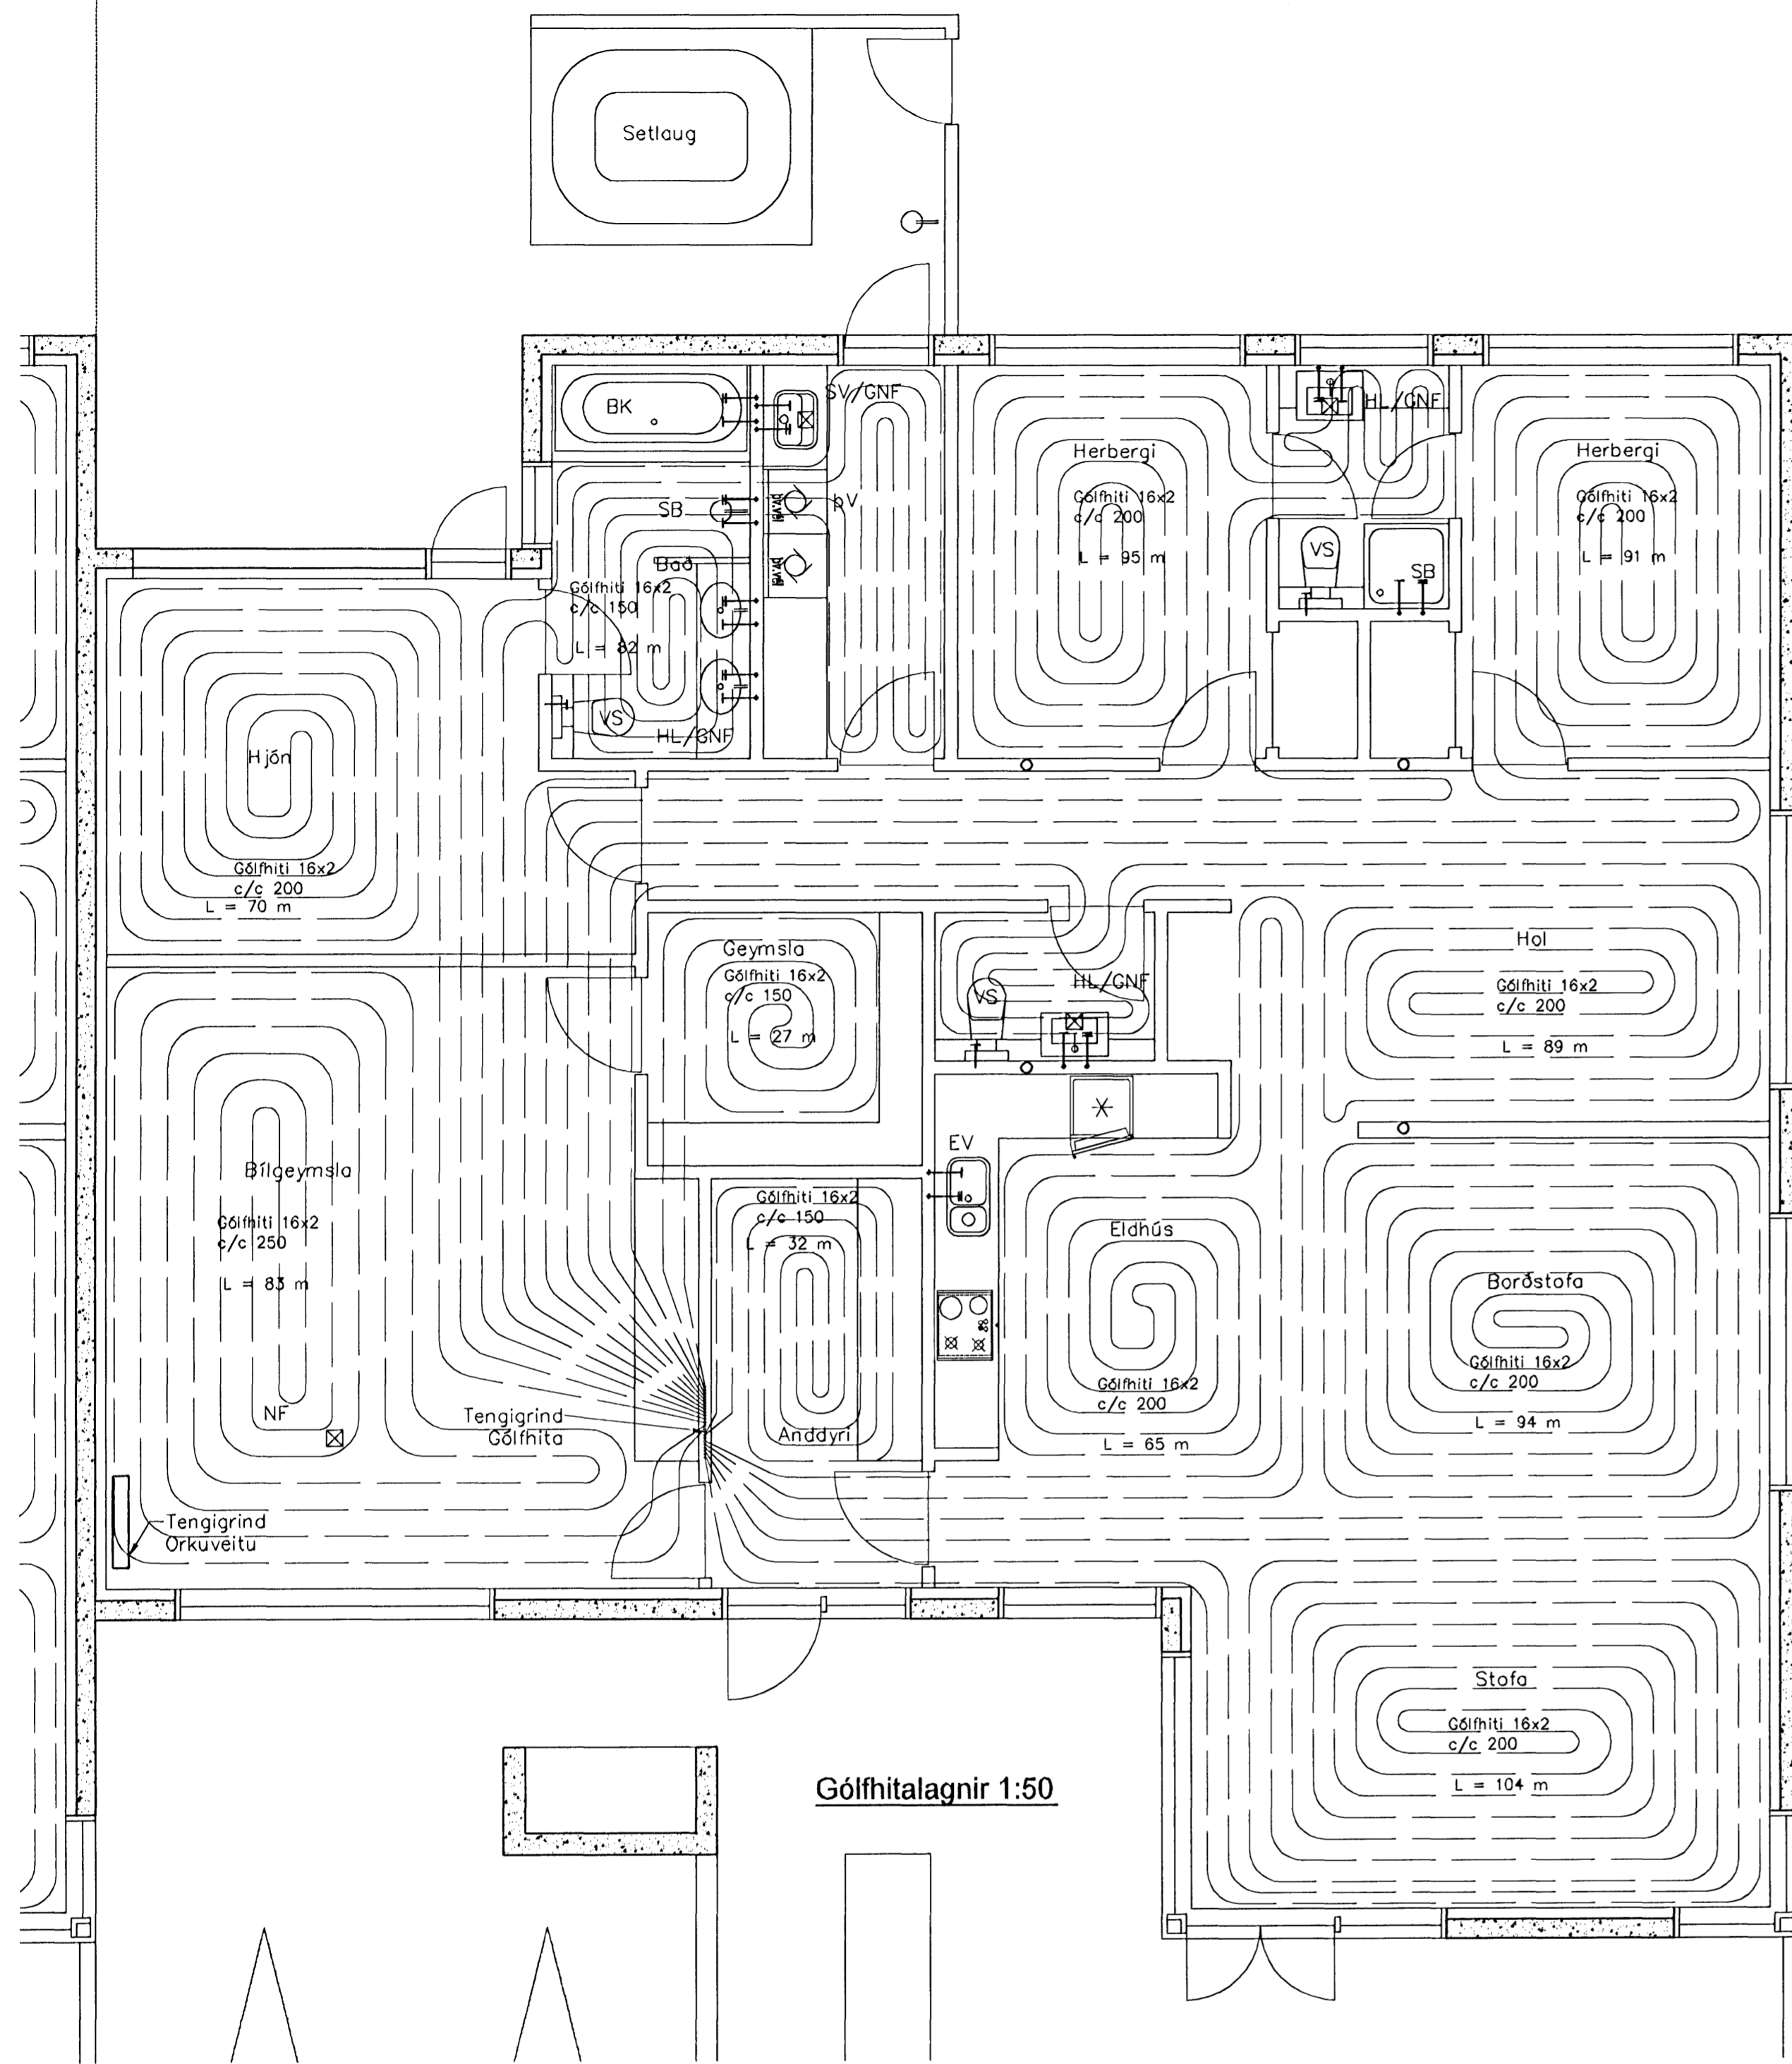 Setlaug
BK
SV/GNF
SB
ÞV
Bað
Gólfhiti 16x2
c/c 150
L = 82 m
VS
HL/GNF
Herbergi
Gólfhiti 16x2
c/c 200
L = 95 m
HL/GNF
VS
SB
Herbergi
Gólfhiti 16x2
c/c 200
L = 91 m
Hjón
Gólfhiti 16x2
c/c 200
L = 70 m
Geymsla
Gólfhiti 16x2
c/c 150
L = 27 m
VS
HL/GNF
Hol
Gólfhiti 16x2
c/c 200
L = 89 m
Bílgeymsla
Gólfhiti 16x2
c/c 250
L = 83 m
NF
Tengigrind
Gólfhita
Tengigrind
Orkuveitu
Gólfhiti 16x2
c/c 150
L = 32 m
Anddyri
EV
Eldhús
Gólfhiti 16x2
c/c 200
L = 65 m
Borðstofa
Gólfhiti 16x2
c/c 200
L = 94 m
Stofa
Gólfhiti 16x2
c/c 200
L = 104 m
Gólfhitalagnir 1:50